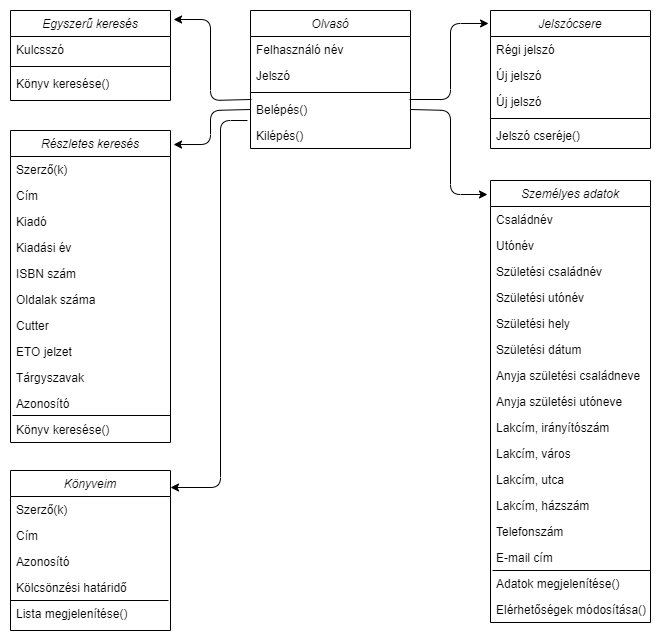 Egyszerű keresés
Kulcsszó
Könyv keresése()
Részletes keresés
Szerző(k)
Cím
Kiadó
Kiadási év
ISBN szám
Oldalak száma
Cutter
ETO jelzet
Tárgyszavak
Azonosító
Könyv keresése()
Könyveim
Szerző(k)
Cím
Azonosító
Kölcsönzési határidő
Lista megjelenítése()
Olvasó
Felhasználó név
Jelszó
Belépés()
Kilépés()
Jelszócsere
Régi jelszó
Új jelszó
Új jelszó
Jelszó cseréje()
Személyes adatok
Családnév
Utónév
Születési családnév
Születési utónév
Születési hely
Születési dátum
Anyja születési családneve
Anyja születési utóneve
Lakcím, irányítószám
Lakcím, város
Lakcím, utca
Lakcím, házszám
Telefonszám
E-mail cím
Adatok megjelenítése()
Elérhetőségek módosítása()